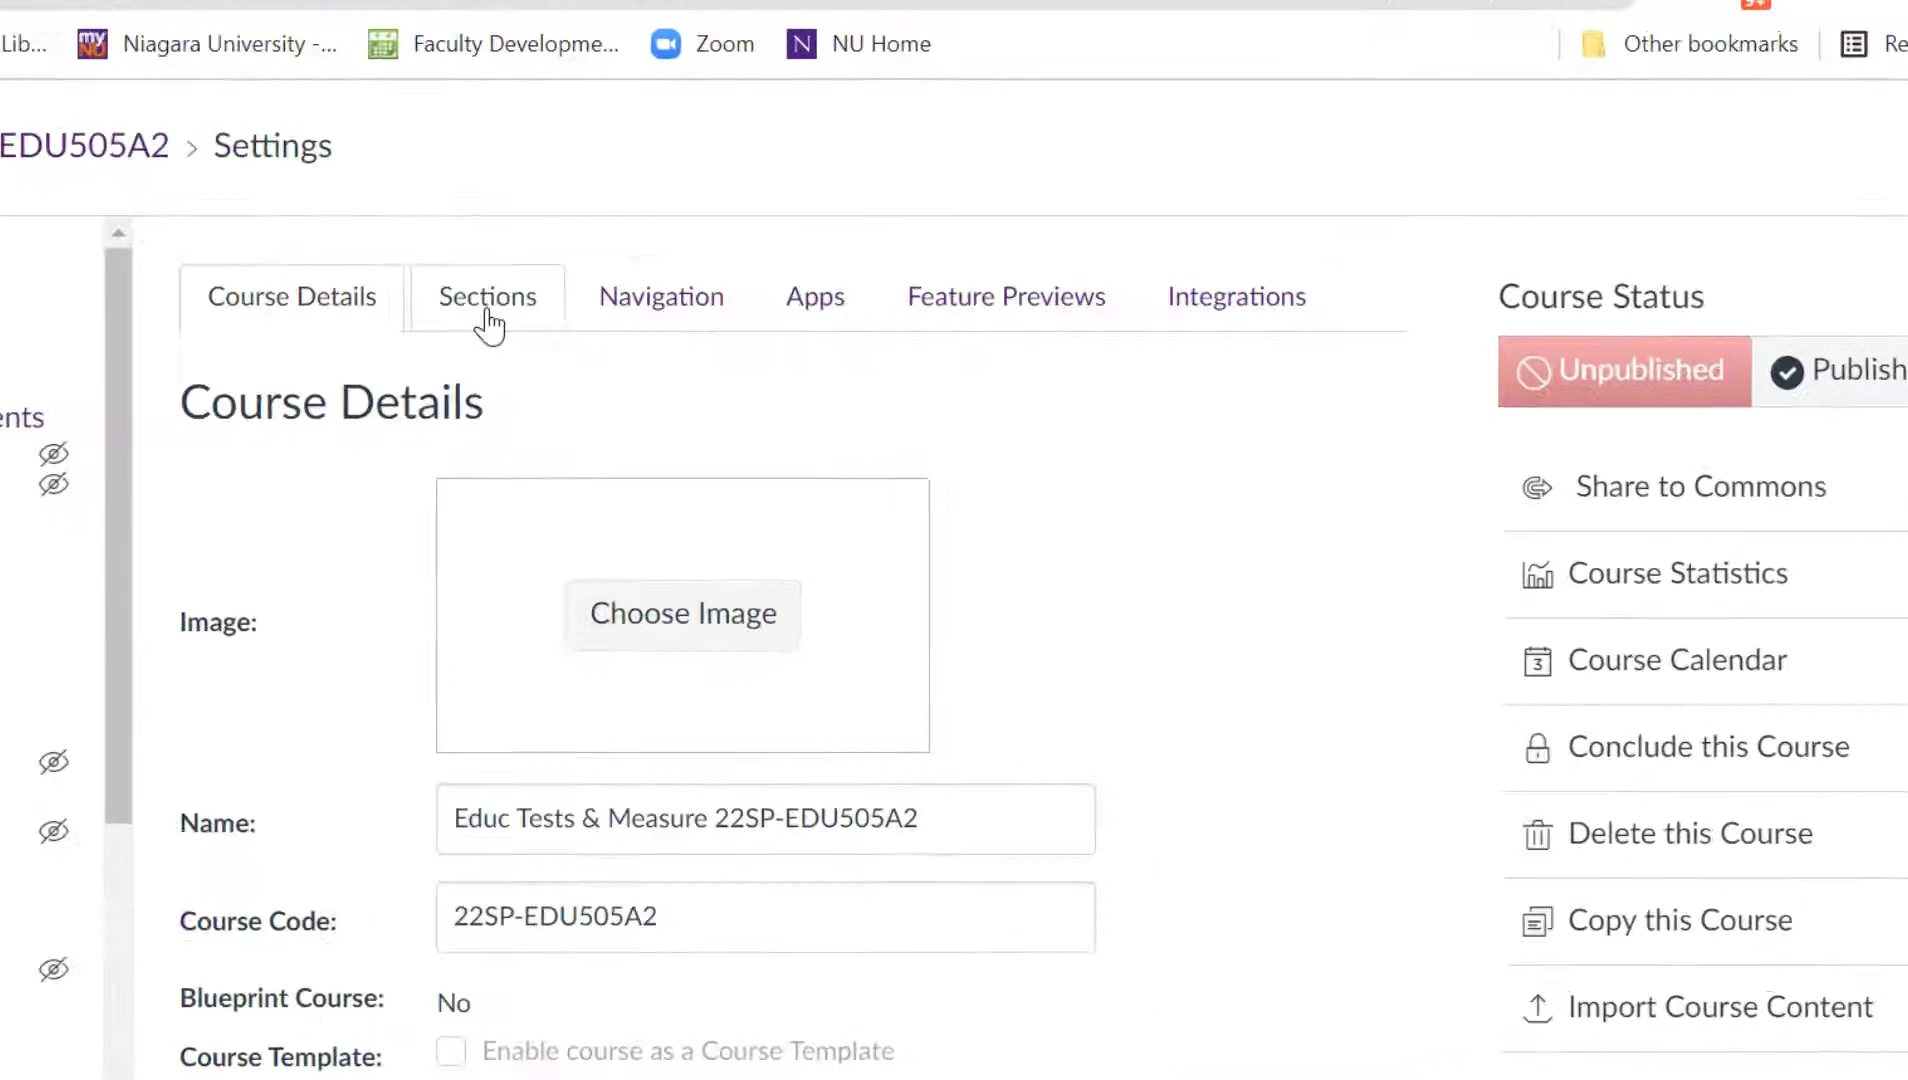 9+
Lib... Niagara University -... Faculty Developme... Zoom N NU Home Other bookmarks Re
EDU505A2 > Settings
Course Details Sections Navigation Apps Feature Previews Integrations
Course Status
Unpublished Publish
Course Details
ents
Share to Commons
Course Statistics
Image:
Choose Image
3 Course Calendar
Conclude this Course
Name:
Educ Tests & Measure 22SP-EDU505A2
Delete this Course
Course Code:
22SP-EDU505A2
Copy this Course
Blueprint Course:
No
Import Course Content
Course Template:
Enable course as a Course Template